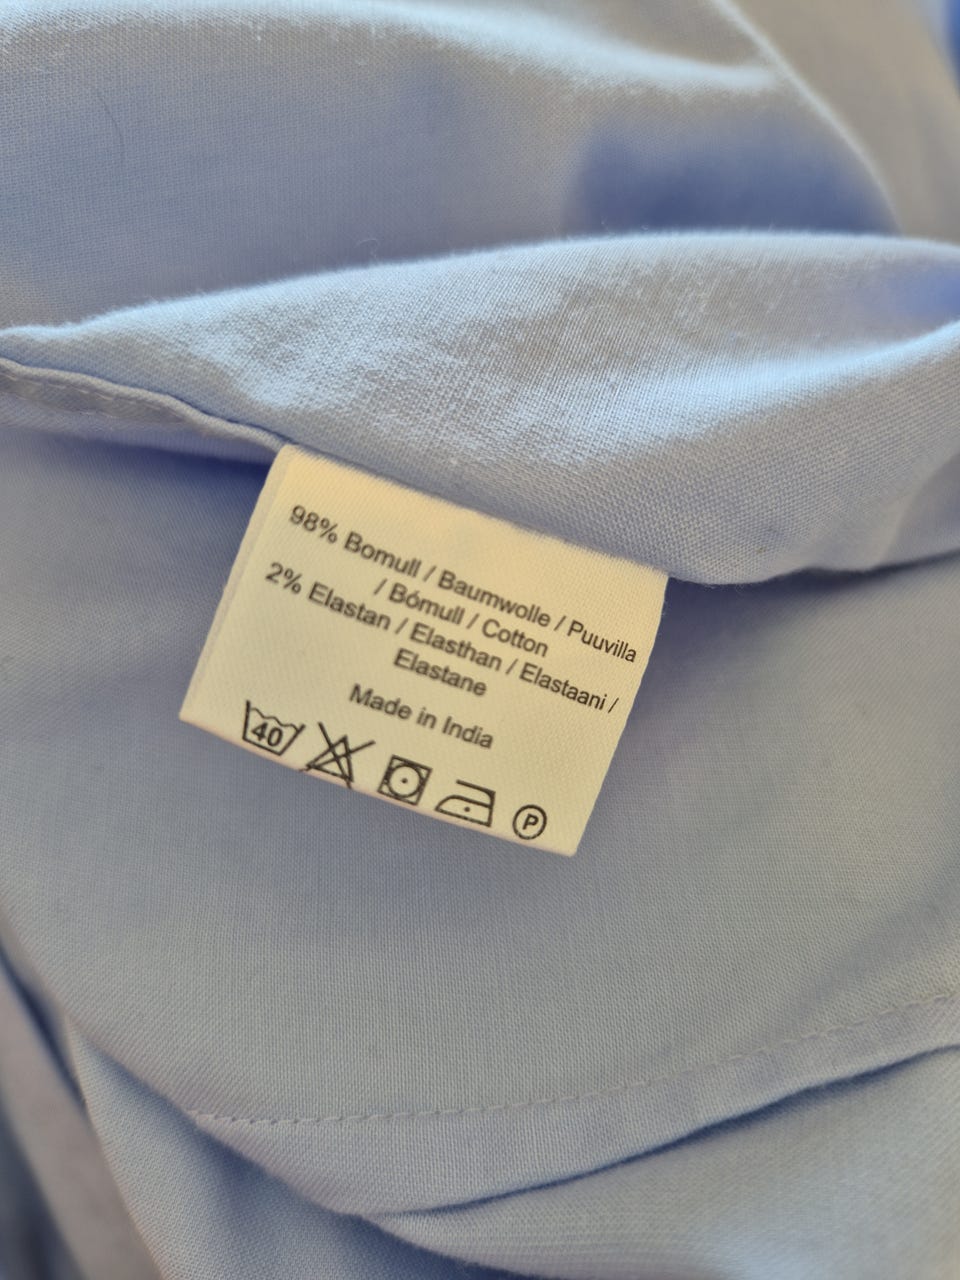 98% Bomull / Baumwolle / Puuvilla
/ Bómull / Cotton
2% Elastan / Elasthan / Elastaani /
Elastane
Made in India
40 P